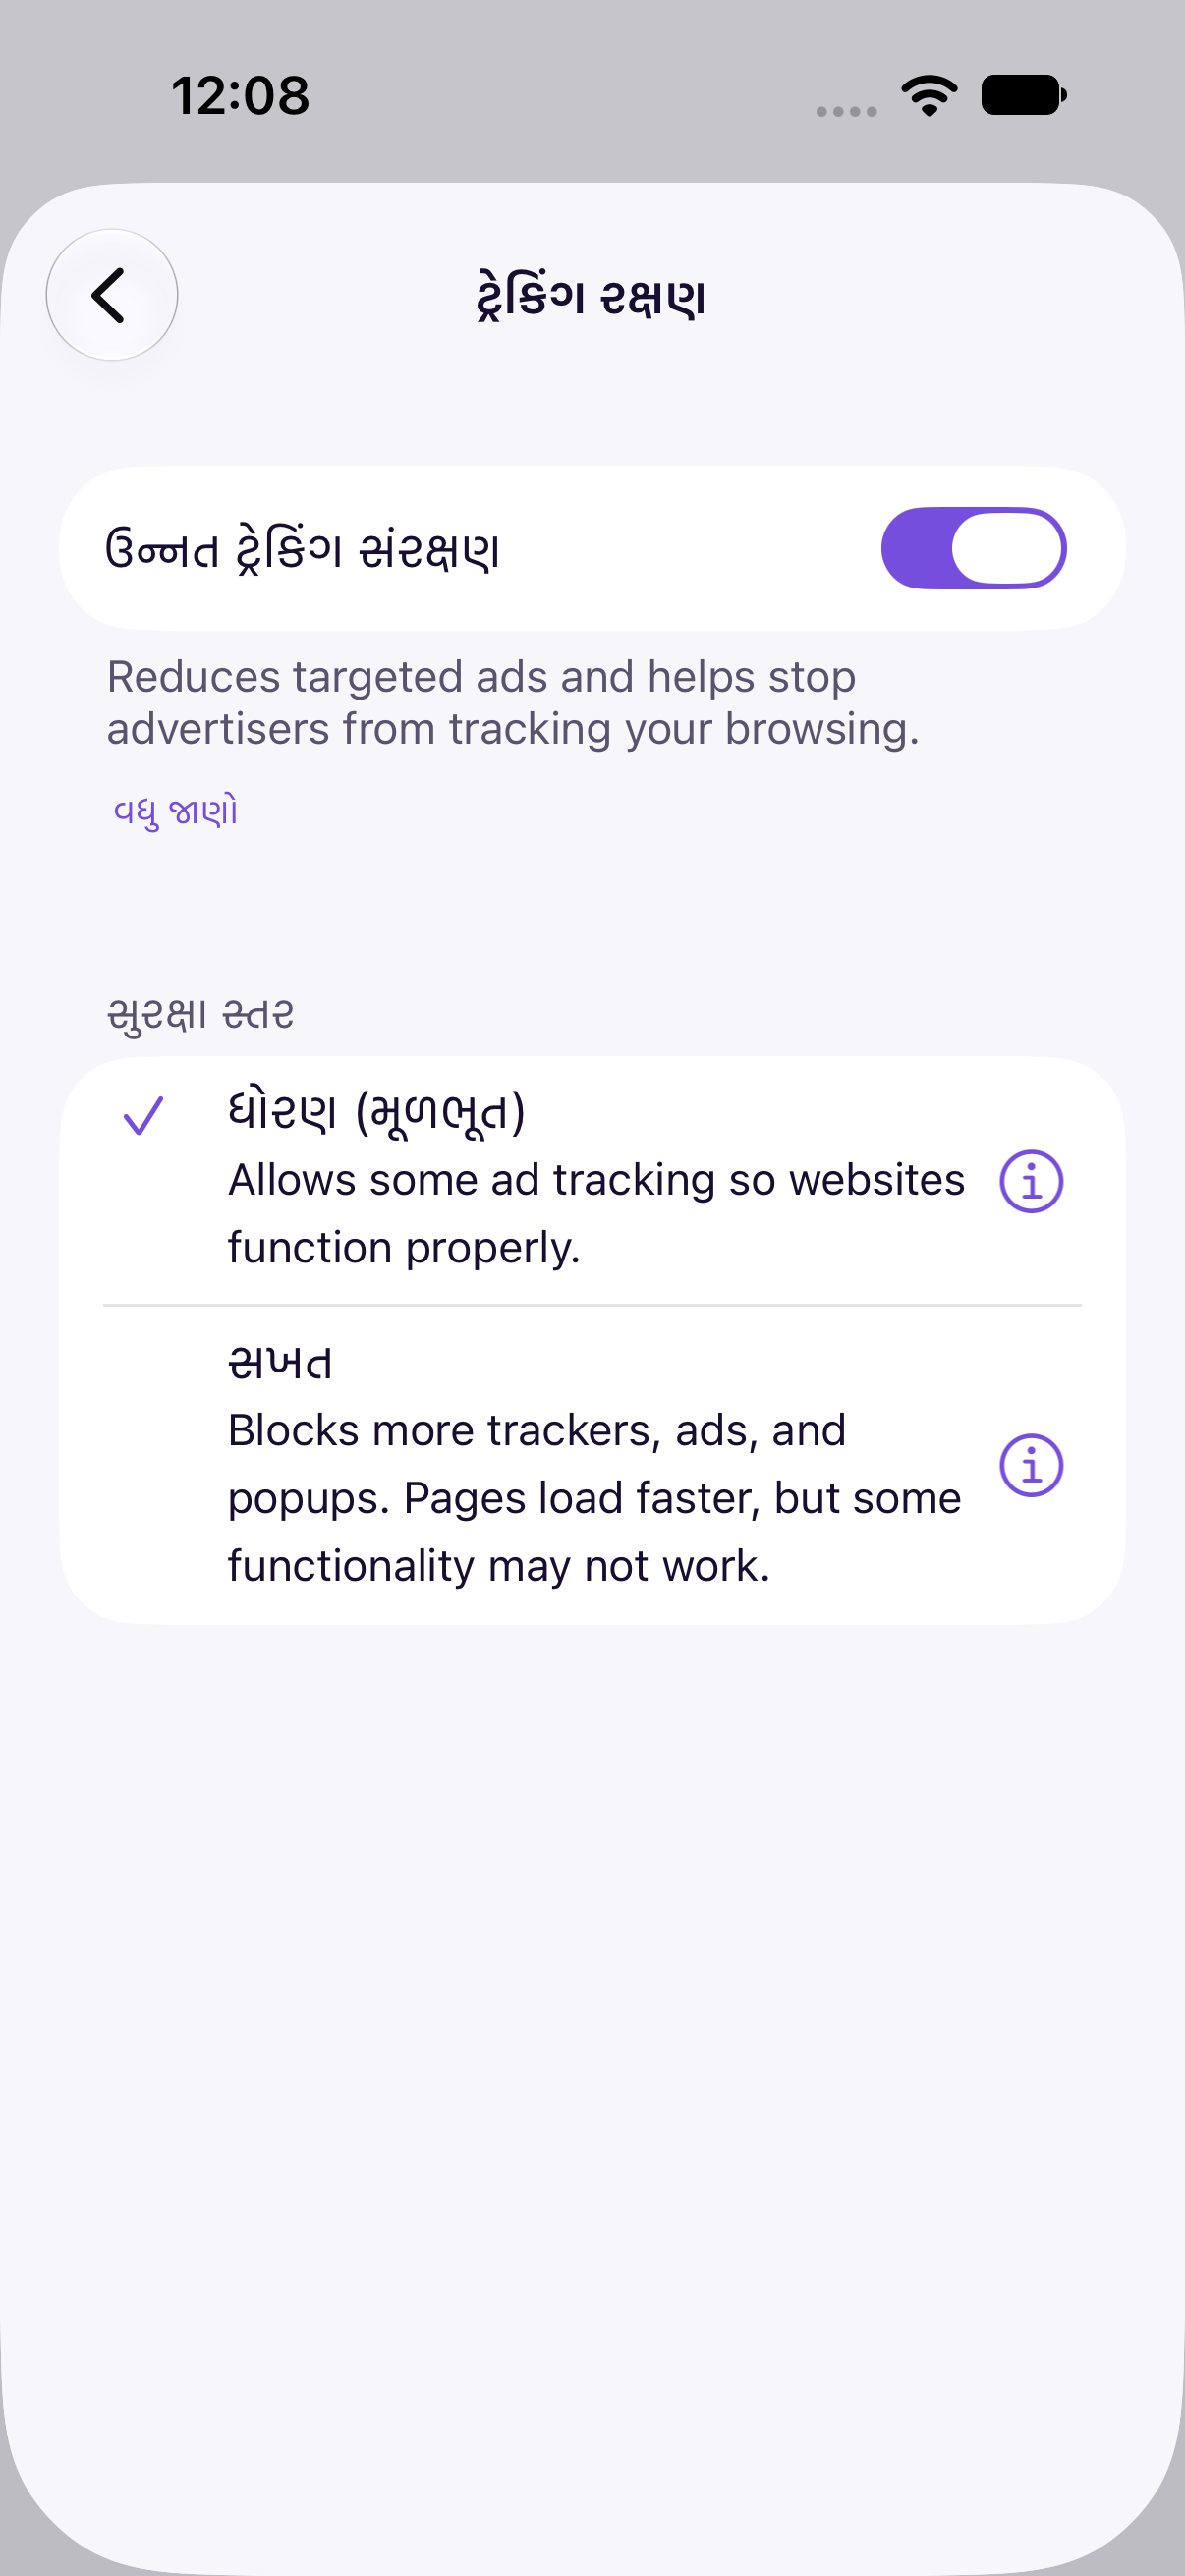 12:08
ટ્રેકિંગ રક્ષણ
ઉન્નત ટ્રેકિંગ સંરક્ષણ
Reduces targeted ads and helps stop
advertisers from tracking your browsing.
વધુ જાણો
સુરક્ષા સ્તર
ધોરણ (મૂળભૂત)
Allows some ad tracking so websites
function properly.
સખત
Blocks more trackers, ads, and
popups. Pages load faster, but some
functionality may not work.